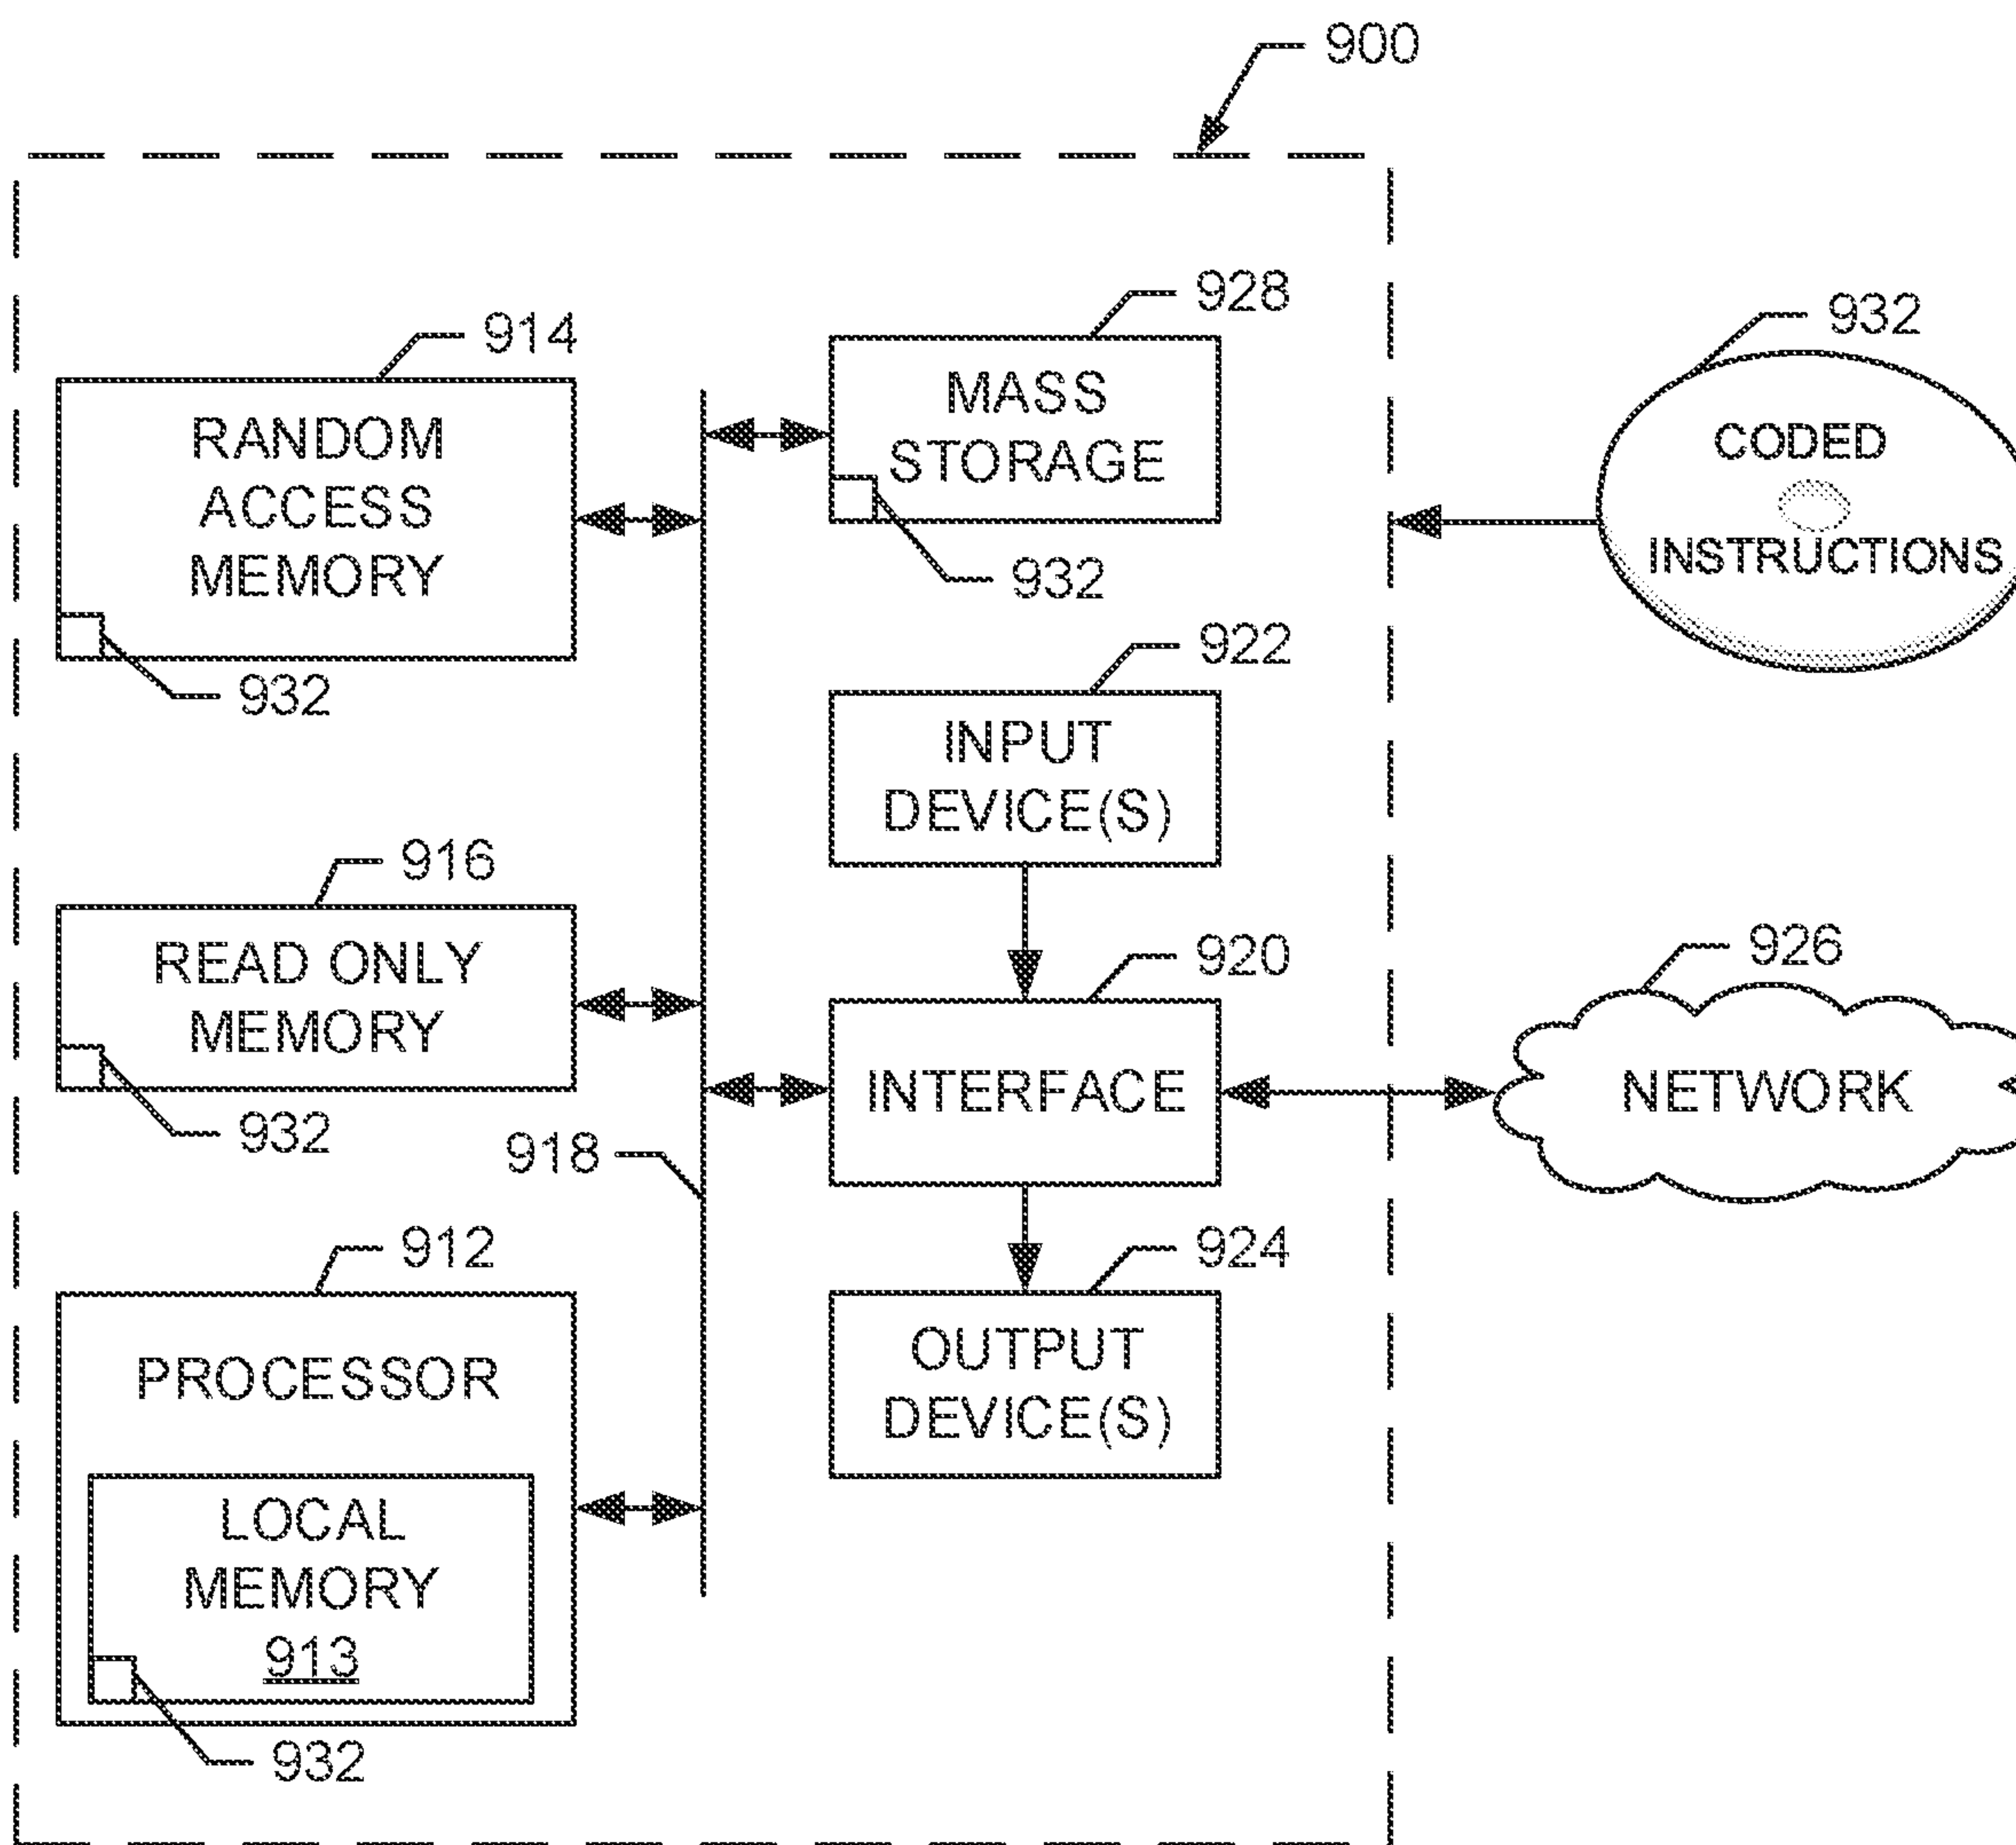 900
914
RANDOM
ACCESS
MEMORY
932
928
MASS
STORAGE
932
932
CODED
INSTRUCTIONS
922
INPUT
DEVICE(S)
916
READ ONLY
MEMORY
932
920
INTERFACE
926
NETWORK
918
912
PROCESSOR
LOCAL
MEMORY
913
932
924
OUTPUT
DEVICE(S)